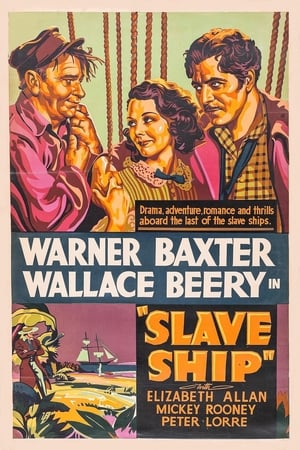 Drama, adventure, romance and thrills
aboard the last of the slave ships.
WARNER BAXTER
WALLACE BEERY IN
"SLAVE
SHIP"
with
ELIZABETH ALLAN
MICKEY ROONEY
PETER LORRE